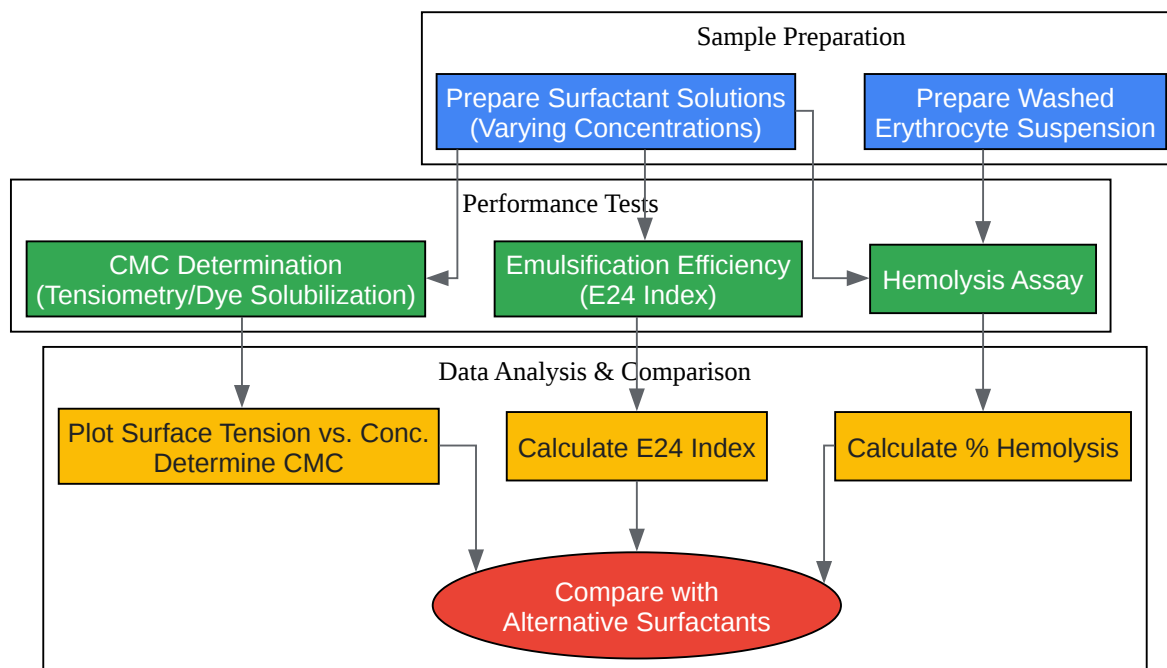 Sample Preparation
Prepare Surfactant Solutions
(Varying Concentrations)
Prepare Washed
Erythrocyte Suspension
Performance Tests
CMC Determination
(Tensiometry/Dye Solubilization)
Emulsification Efficiency
(E24 Index)
Hemolysis Assay
Data Analysis & Comparison
Plot Surface Tension vs. Conc.
Determine CMC
Calculate E24 Index
Calculate % Hemolysis
Compare with
Alternative Surfactants